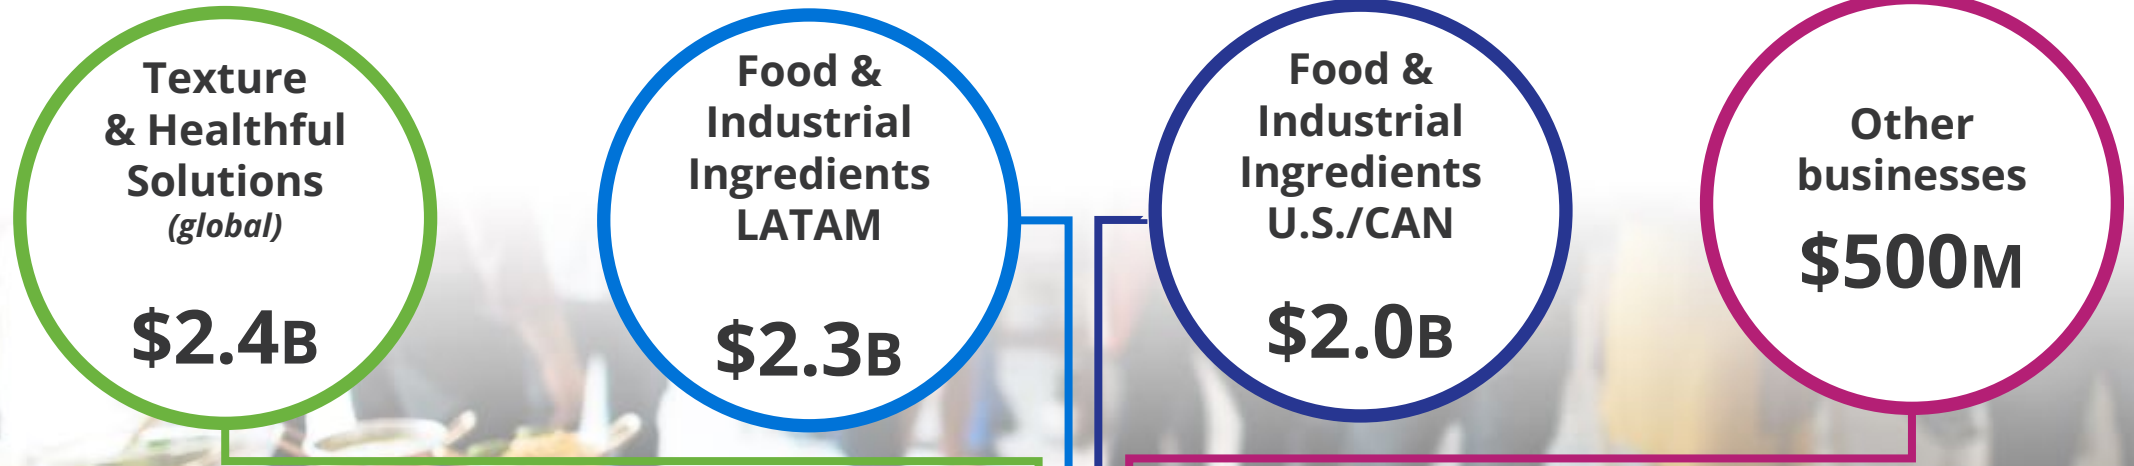 Texture
& Healthful
Solutions
(global)
$2.4B
Food &
Industrial
Ingredients
LATAM
$2.3B
Food &
Industrial
Ingredients
U.S./CAN
$2.0B
Other
businesses
$500M